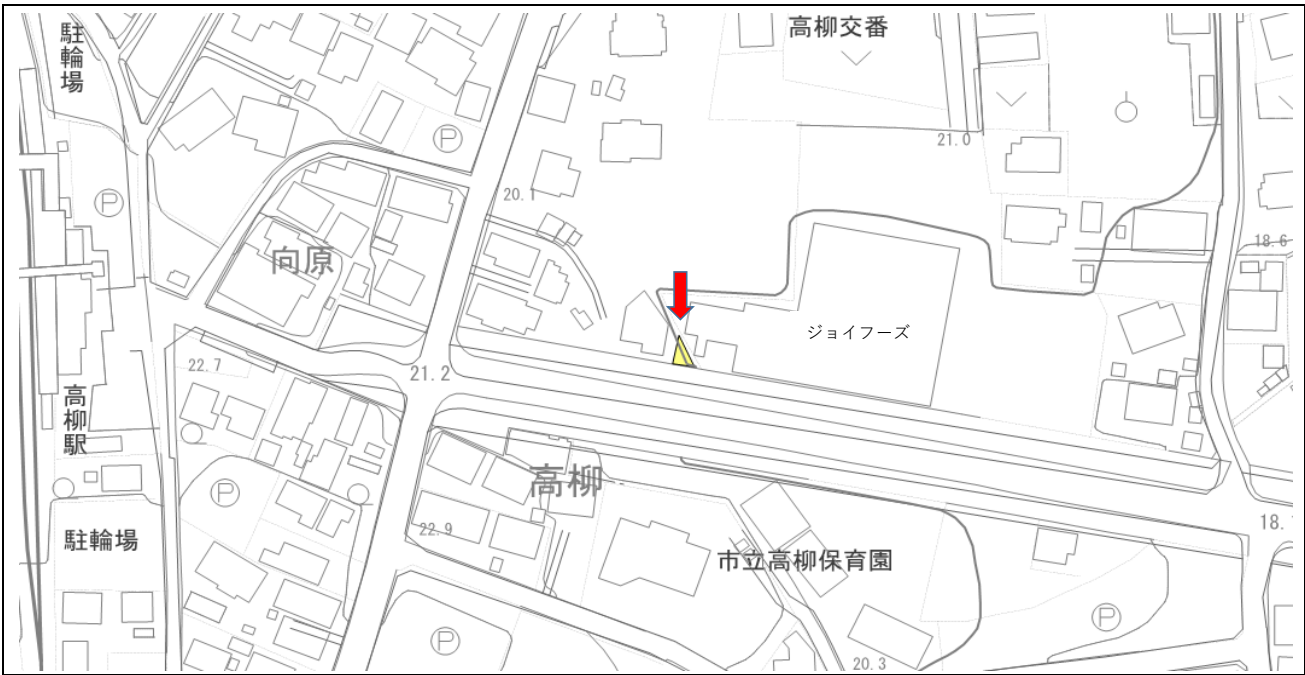 駐輪場
高柳交番
P
21.0
P
20.1
向原
18.6
ジョイフーズ
22.7
21.2
高柳駅
高柳
P
22.9
18.
駐輪場
市立高柳保育園
P
P
20.3